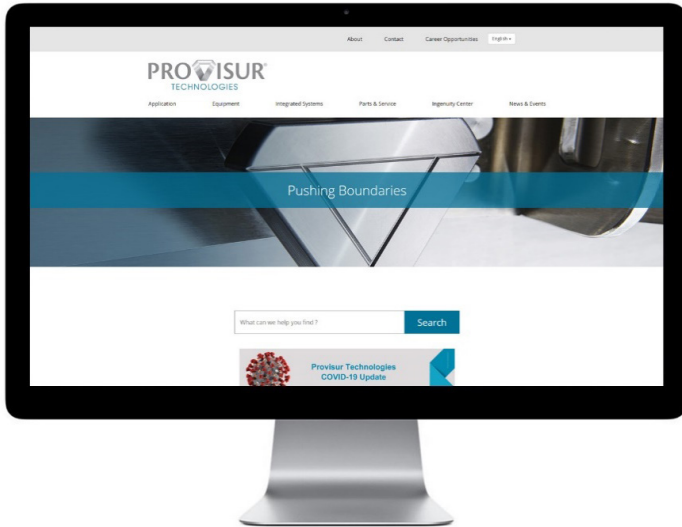 About Contact Career Opportunities English
PROVISUR®
TECHNOLOGIES
Application Equipment Integrated Systems Parts & Service Ingenuity Center News & Events
Pushing Boundaries
What can we help you find ? Search
Provisur Technologies
COVID-19 Update